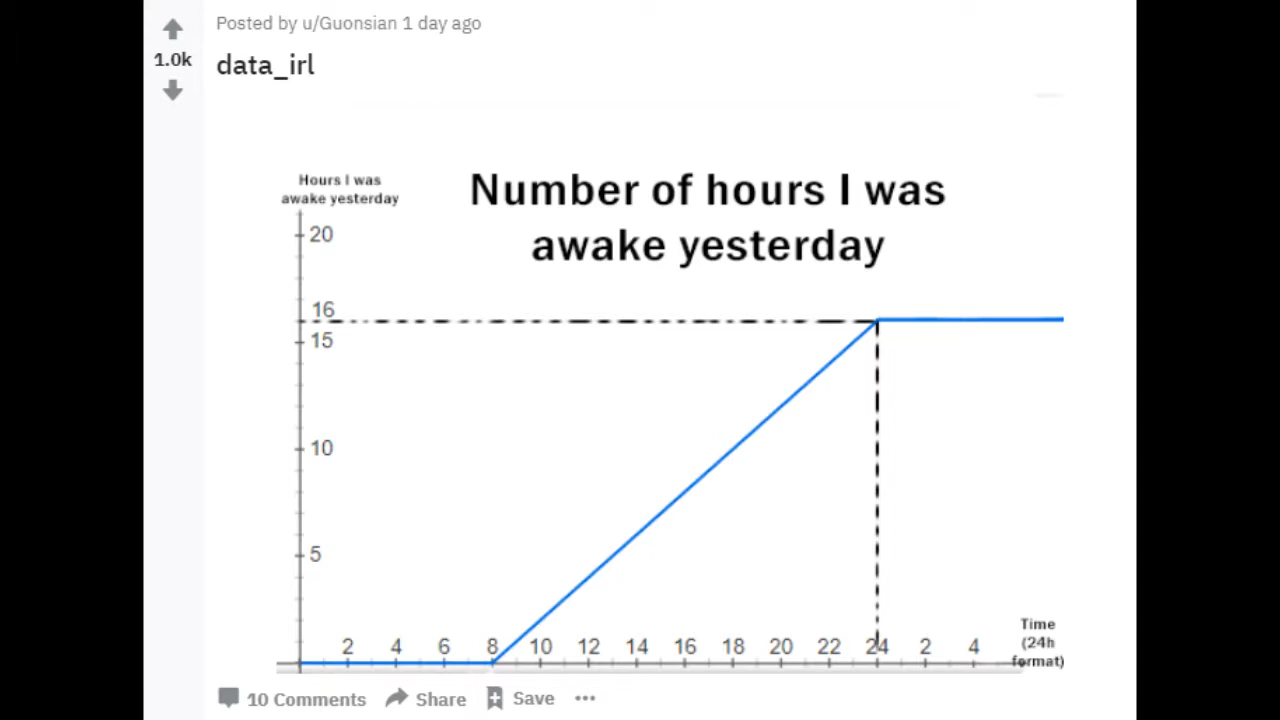 Posted by u/Guonsian 1 day ago
1.0k
data_irl
Hours I was
awake yesterday
Number of hours I was
awake yesterday
20
16
15
10
5
2 4 6 8 10 12 14 16 18 20 22 24 2 4
Time
(24h
format)
10 Comments Share Save